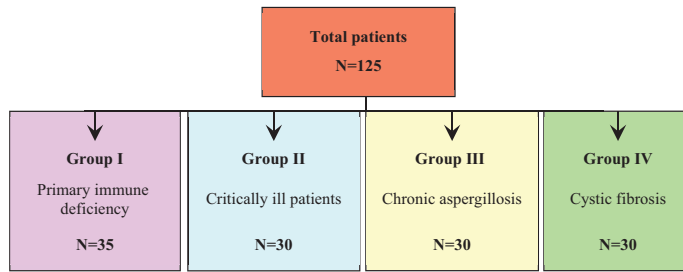 Total patients
N=125
Group I
Primary immune
deficiency
N=35
Group II
Critically ill patients
N=30
Group III
Chronic aspergillosis
N=30
Group IV
Cystic fibrosis
N=30